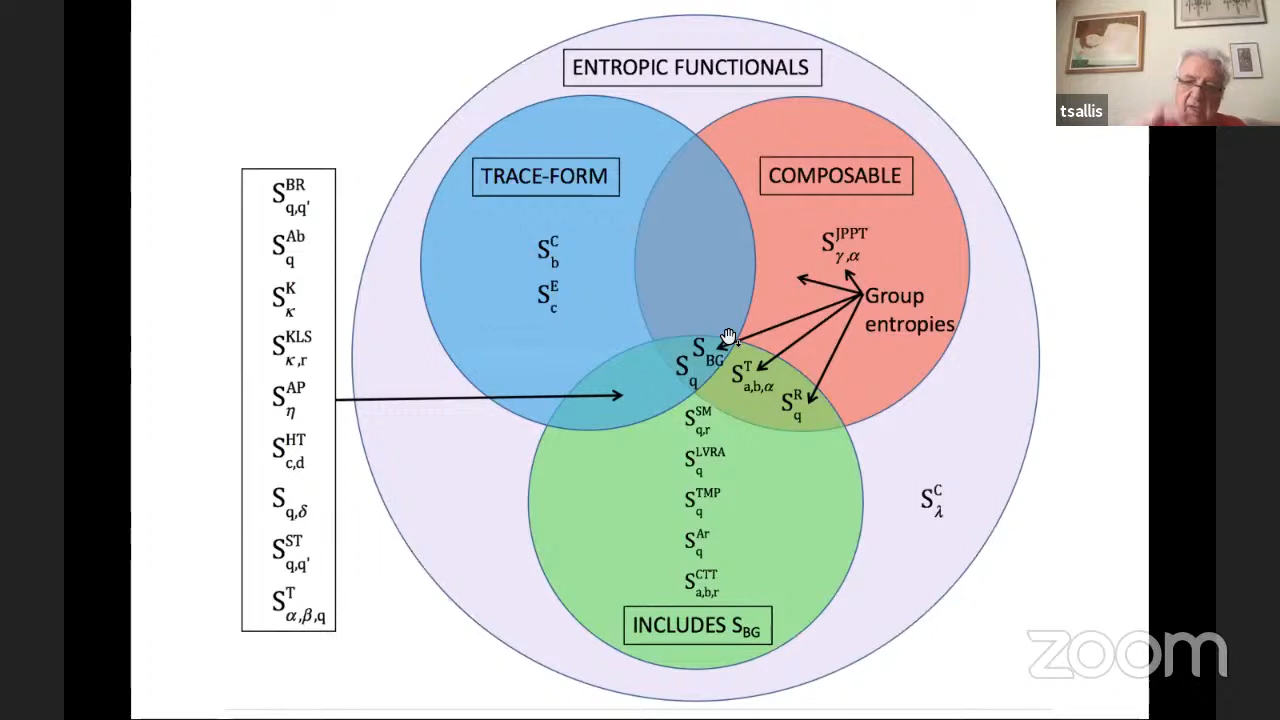 ENTROPIC FUNCTIONALS
tsallis
TRACE-FORM
COMPOSABLE
S^BR_q,q'
S^Ab_q
S^K_κ
S^KLS_κ,r
S^AP_η
S^HT_c,d
S_q,δ
S^ST_q,q'
S^T_α,β,q
S^C_b
S^E_c
S^JPPT_γ,α
Group
entropies
S_BG
S_q
S^T_a,b,α
S^R_q
S^SM_q,r
S^LVRA_q
S^TMP_q
S^Ar_q
S^CTT_a,b,r
S^C_λ
INCLUDES S_BG
zoom